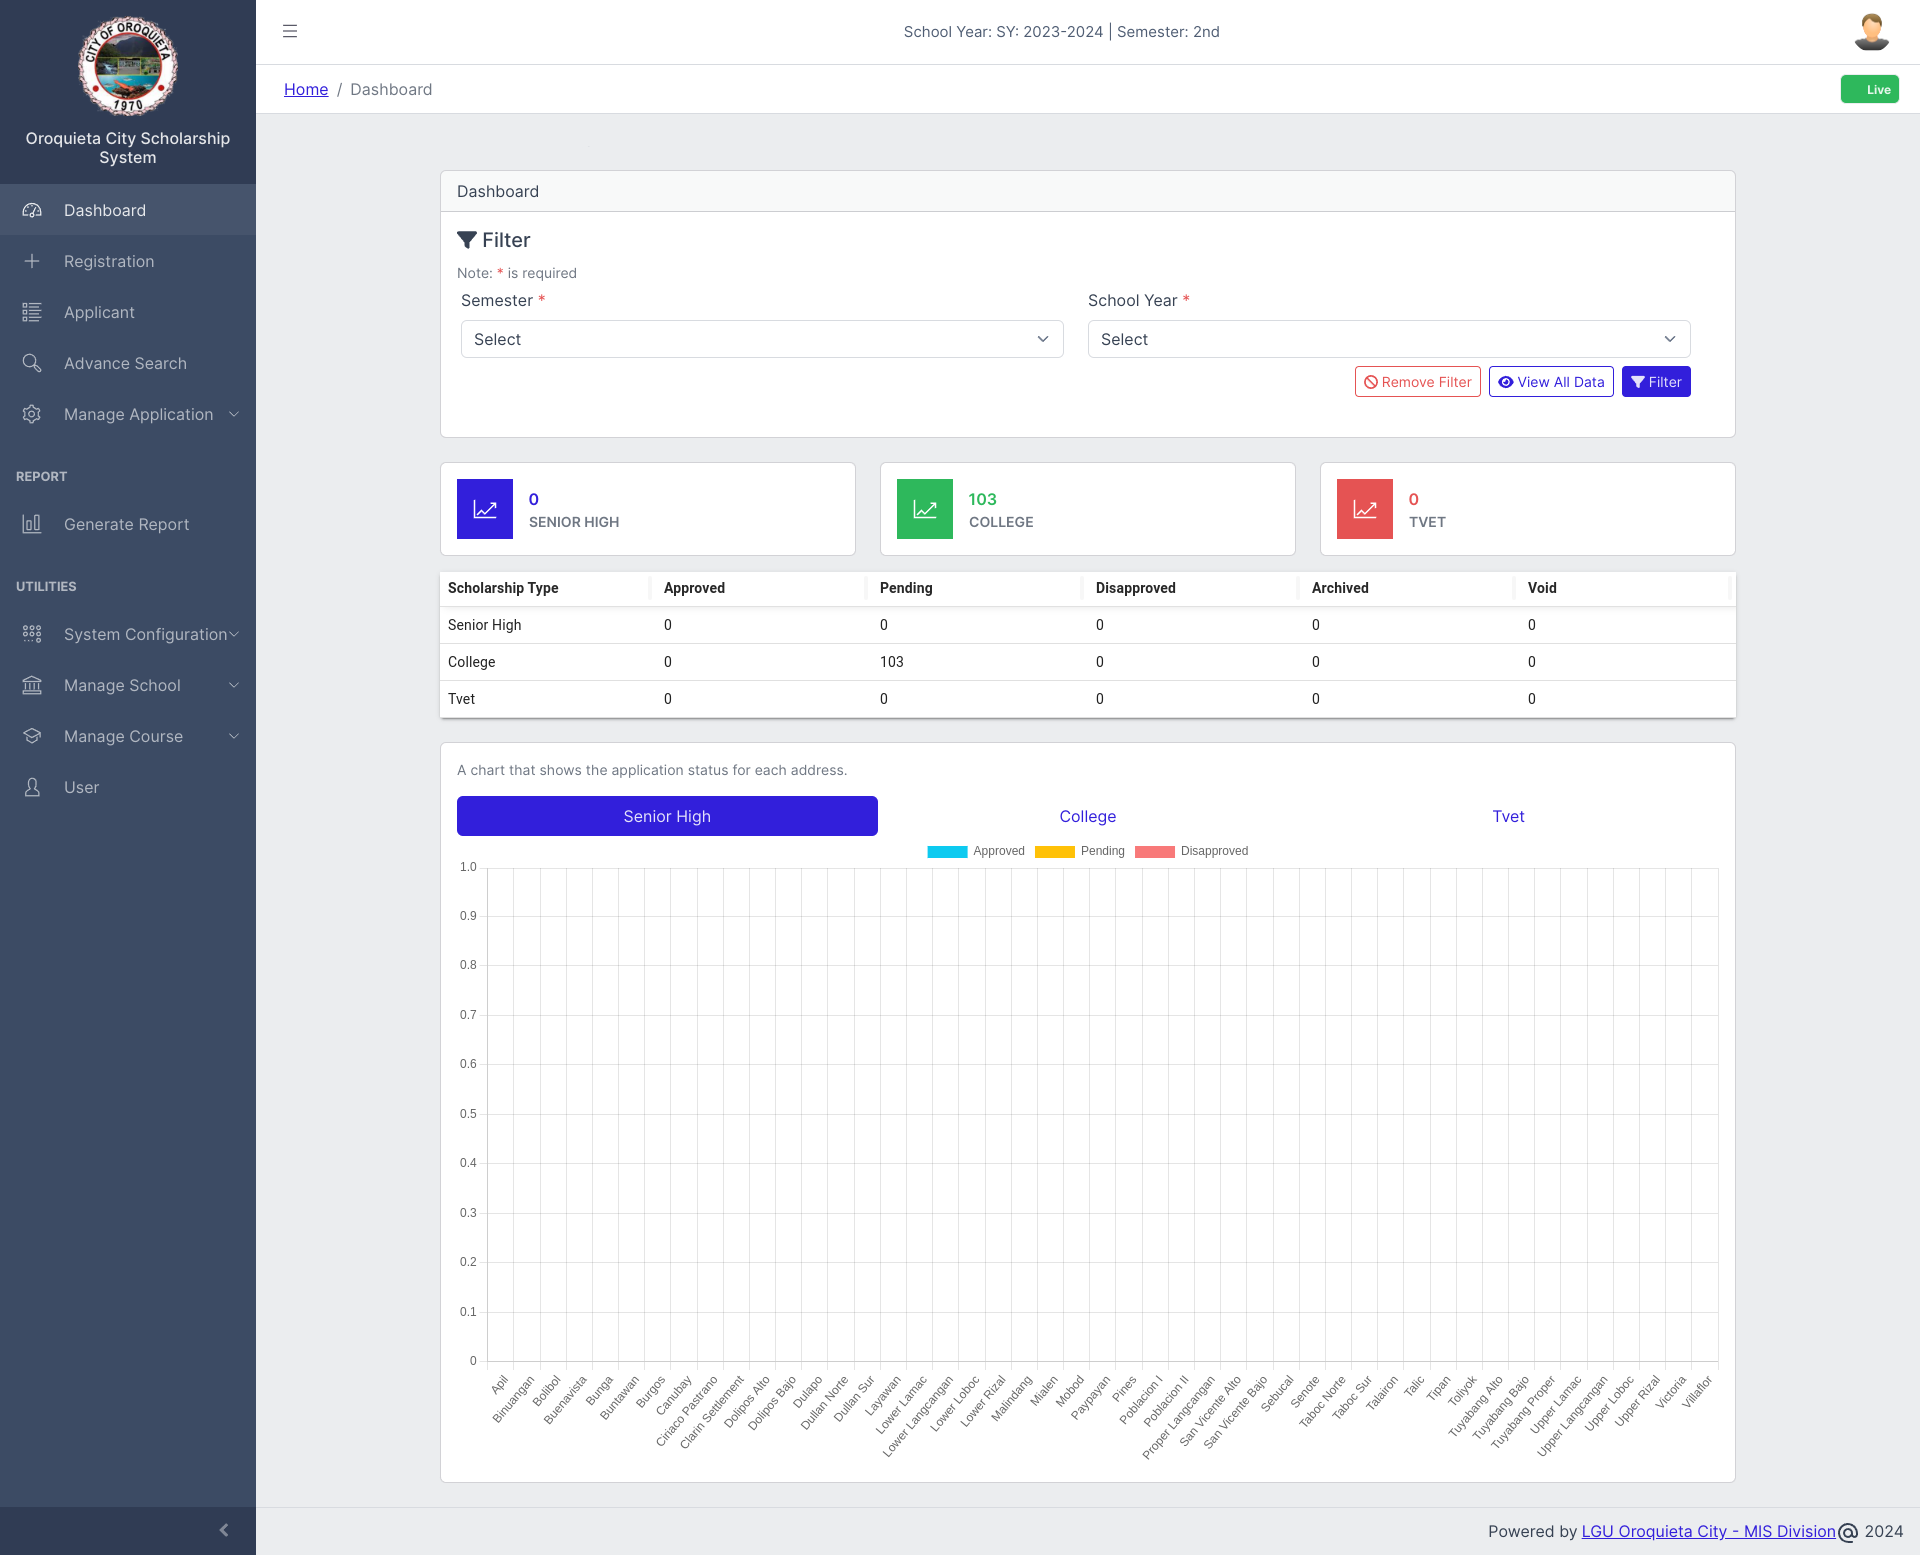 CITY OF OROQUIETA
1970
Oroquieta City Scholarship
System
Dashboard
Registration
Applicant
Advance Search
Manage Application
REPORT
Generate Report
UTILITIES
System Configuration
Manage School
Manage Course
User
School Year: SY: 2023-2024 | Semester: 2nd
Home / Dashboard
Live
Dashboard
Filter
Note: * is required
Semester * School Year *
Select Select
Remove Filter View All Data Filter
0
SENIOR HIGH
103
COLLEGE
0
TVET
Scholarship Type Approved Pending Disapproved Archived Void
Senior High 0 0 0 0 0
College 0 103 0 0 0
Tvet 0 0 0 0 0
A chart that shows the application status for each address.
Senior High College Tvet
Approved Pending Disapproved
1.0
0.9
0.8
0.7
0.6
0.5
0.4
0.3
0.2
0.1
0
Apil
Binuangan
Bolibol
Buenavista
Bunga
Buntawan
Burgos
Canubay
Ciriaco Pastrano
Clarin Settlement
Dolipos Alto
Dolipos Bajo
Dulapo
Dullan Norte
Dullan Sur
Layawan
Lower Lamac
Lower Langcangan
Lower Loboc
Lower Rizal
Malindang
Mialen
Mobod
Paypayan
Pines
Poblacion I
Poblacion II
Proper Langcangan
San Vicente Alto
San Vicente Bajo
Sebucal
Senote
Taboc Norte
Taboc Sur
Talairon
Talic
Tipan
Toliyok
Tuyabang Alto
Tuyabang Bajo
Tuyabang Proper
Upper Lamac
Upper Langcangan
Upper Loboc
Upper Rizal
Victoria
Villaflor
Powered by LGU Oroquieta City - MIS Division @ 2024